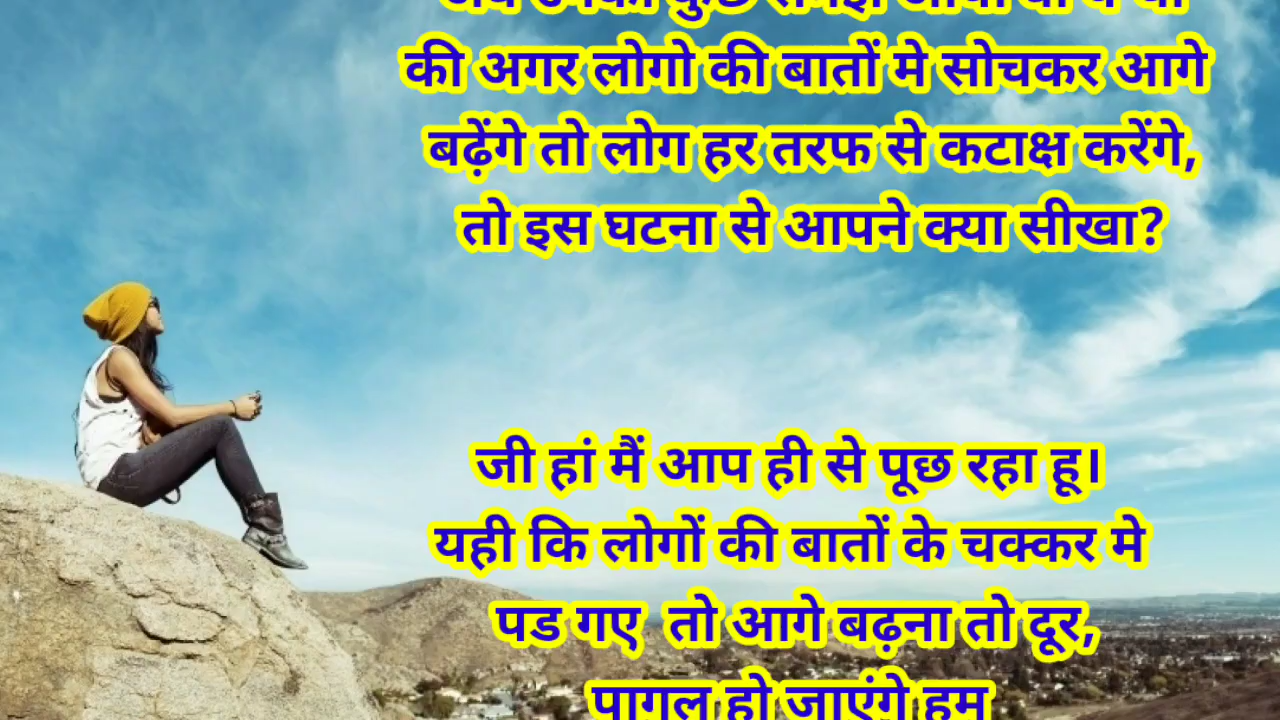 की अगर लोगो की बातों मे सोचकर आगे
बढ़ेंगे तो लोग हर तरफ से कटाक्ष करेंगे,
तो इस घटना से आपने क्या सीखा?
जी हां मैं आप ही से पूछ रहा हू।
यही कि लोगों की बातों के चक्कर मे
पड गए तो आगे बढ़ना तो दूर,
पागल हो जाएंगे हम